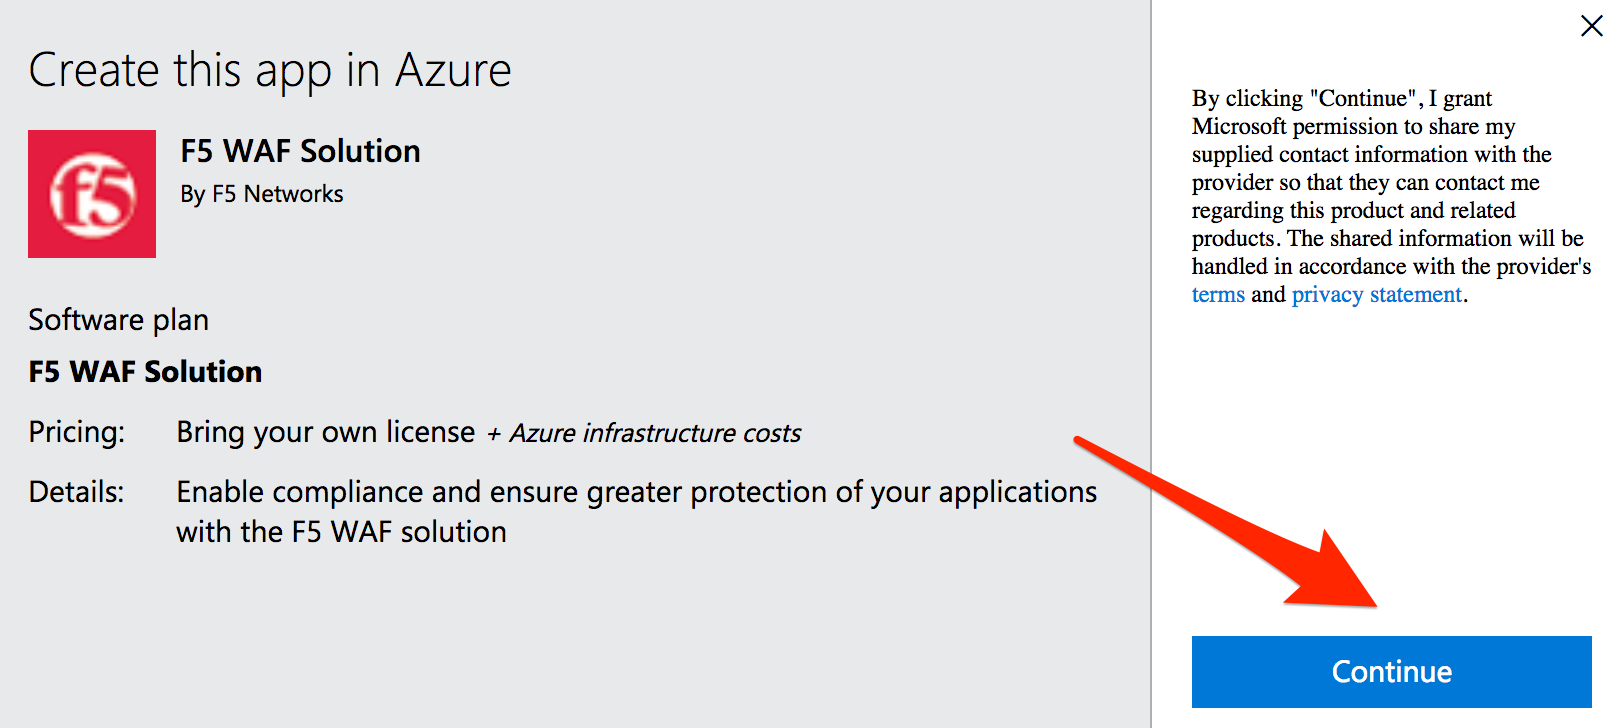 Create this app in Azure
f5
F5 WAF Solution
By F5 Networks
Software plan
F5 WAF Solution
Pricing: Bring your own license + Azure infrastructure costs
Details: Enable compliance and ensure greater protection of your applications
with the F5 WAF solution
By clicking "Continue", I grant
Microsoft permission to share my
supplied contact information with the
provider so that they can contact me
regarding this product and related
products. The shared information will be
handled in accordance with the provider's
terms and privacy statement.
Continue